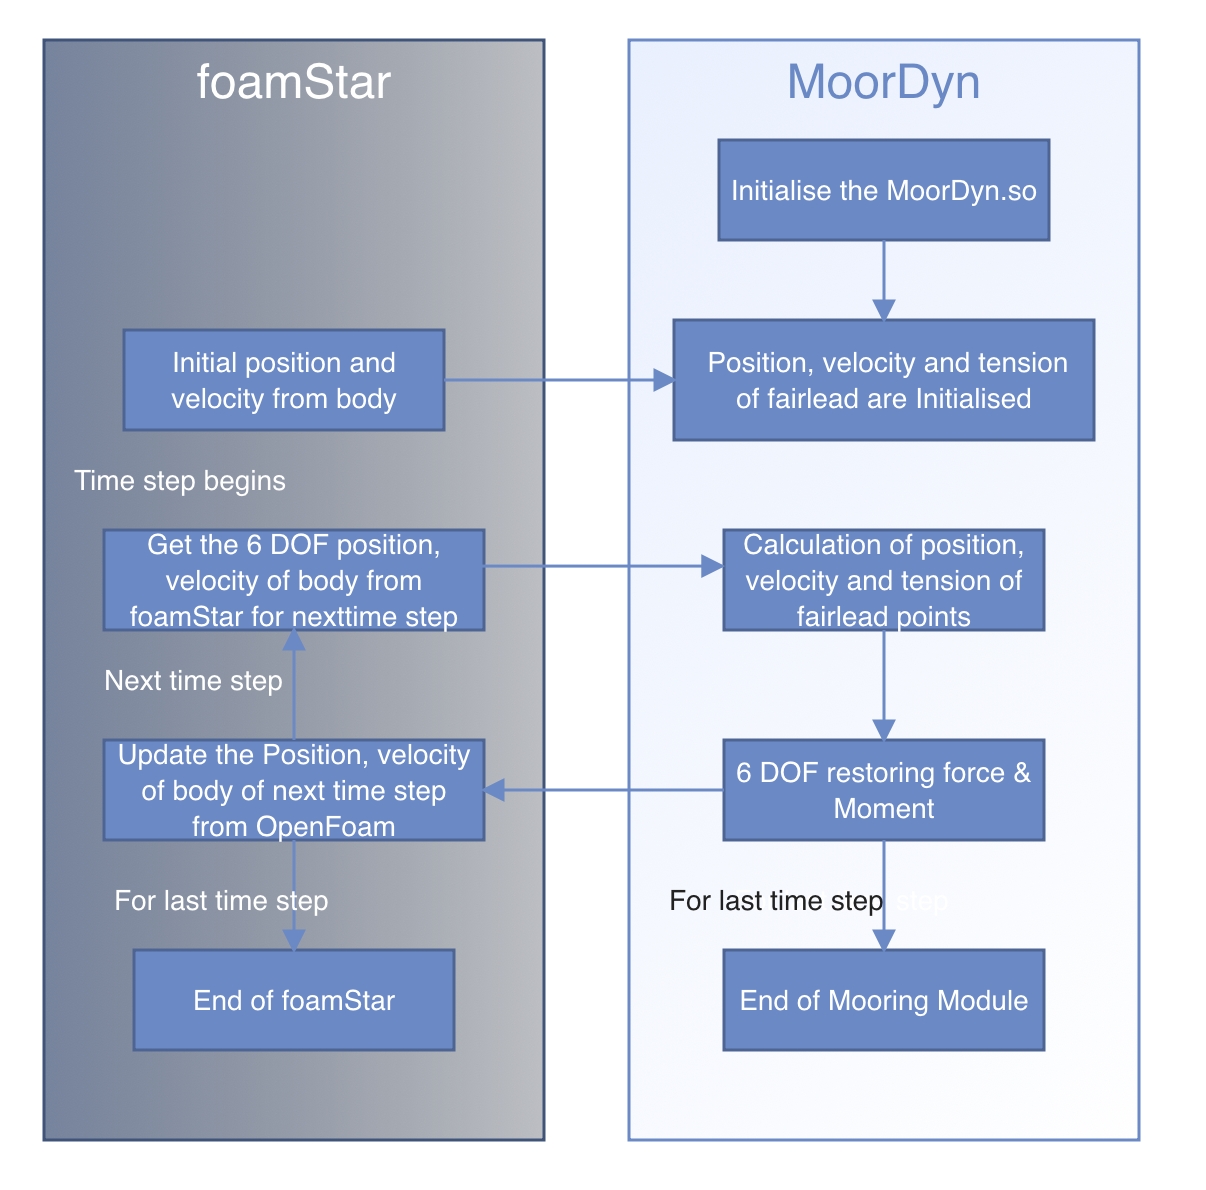 foamStar
MoorDyn
Initialise the MoorDyn.so
Initial position and
velocity from body
Position, velocity and tension
of fairlead are Initialised
Time step begins
Get the 6 DOF position,
velocity of body from
foamStar for nexttime step
Calculation of position,
velocity and tension of
fairlead points
Next time step
Update the Position, velocity
of body of next time step
from OpenFoam
6 DOF restoring force &
Moment
For last time step
For last time step
step
End of foamStar
End of Mooring Module